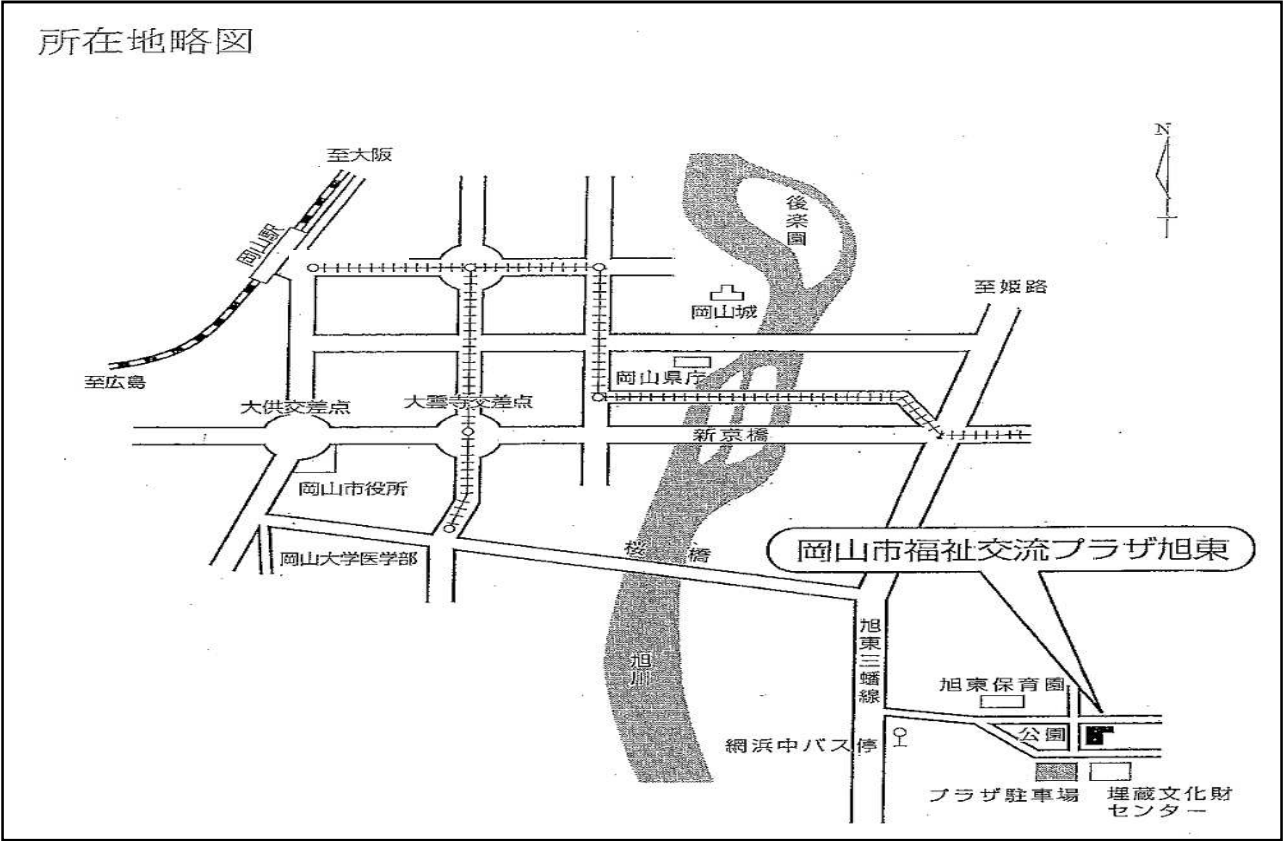 所在地略図
N
至大阪
岡山駅
後楽園
至姫路
岡山城
至広島
岡山県庁
大供交差点
大雲寺交差点
新京橋
岡山市役所
岡山大学医学部
桜橋
岡山市福祉交流プラザ旭東
旭東三蟠線
旭川
旭東保育園
網浜中バス停
公園
プラザ駐車場
埋蔵文化財
センター